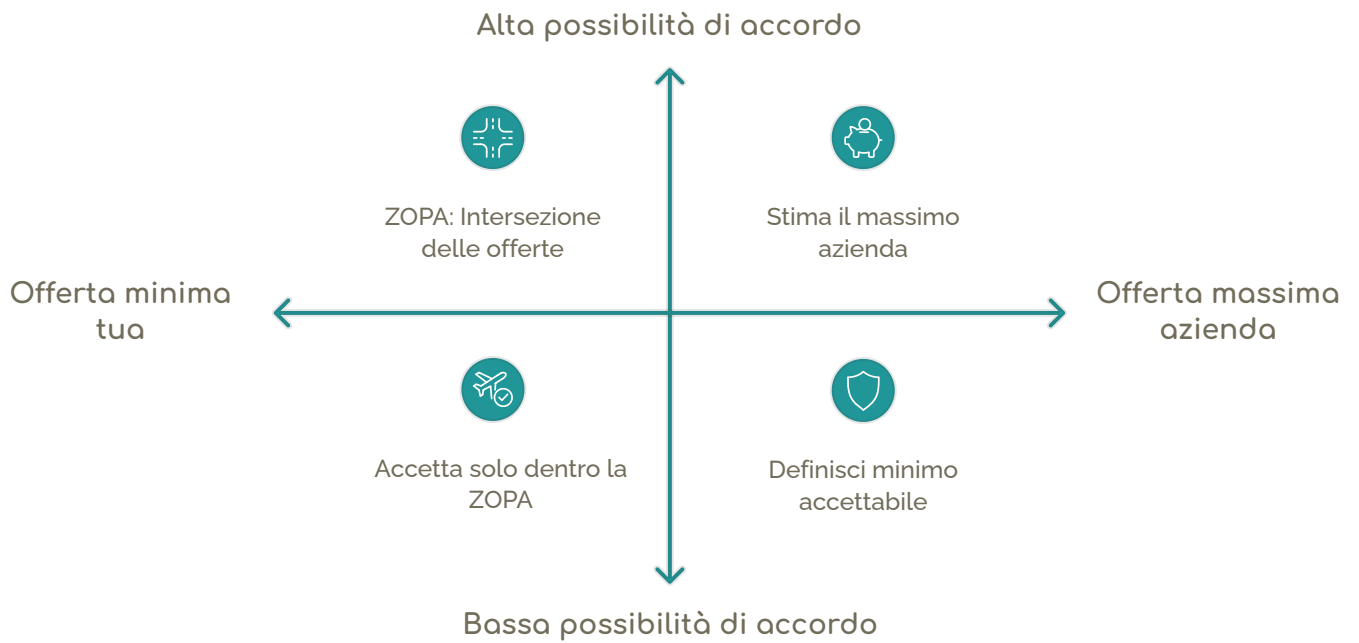 Alta possibilità di accordo
ZOPA: Intersezione
delle offerte
Stima il massimo
azienda
Offerta minima
tua
Offerta massima
azienda
Accetta solo dentro la
ZOPA
Definisci minimo
accettabile
Bassa possibilità di accordo